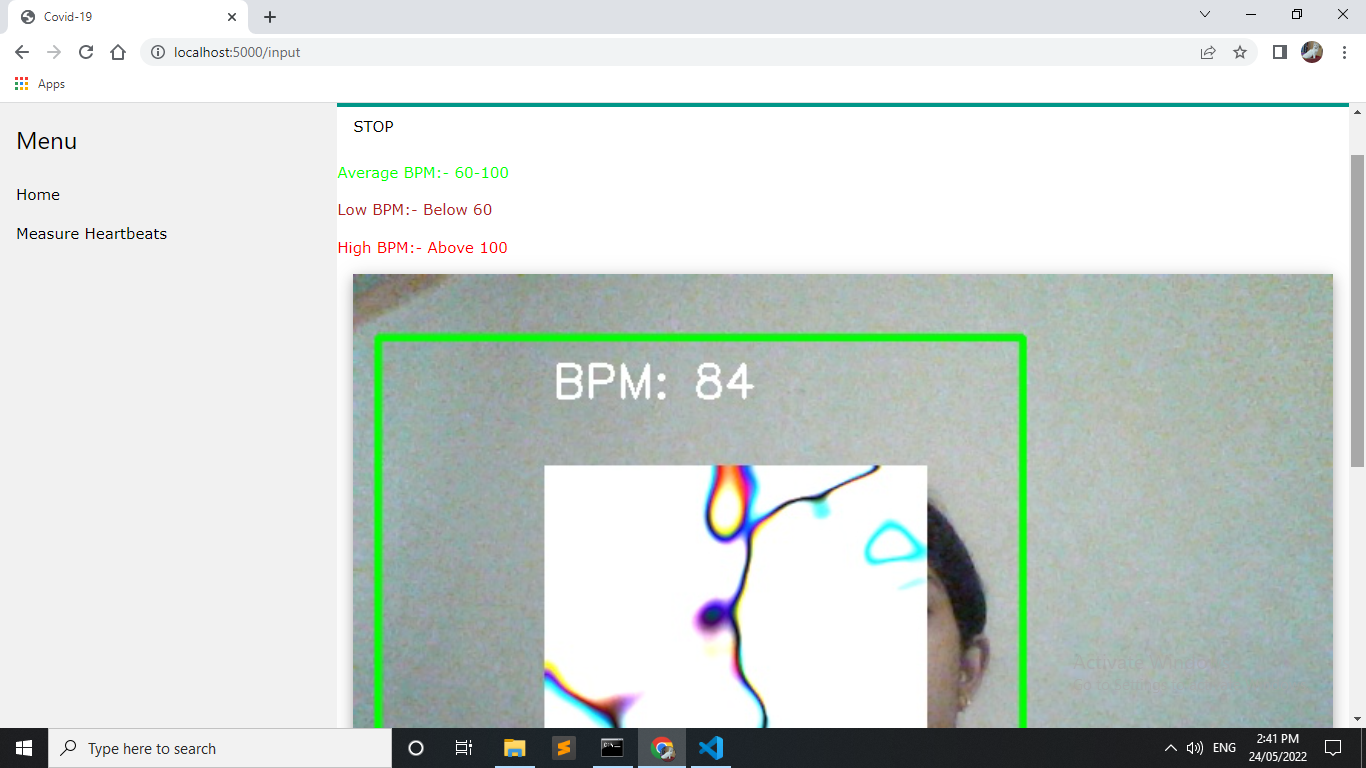 Covid-19
localhost:5000/input
Apps
Menu
Home
Measure Heartbeats
STOP
Average BPM:- 60-100
Low BPM:- Below 60
High BPM:- Above 100
BPM: 84
Activate Windows
Type here to search
ENG
2:41 PM
24/05/2022